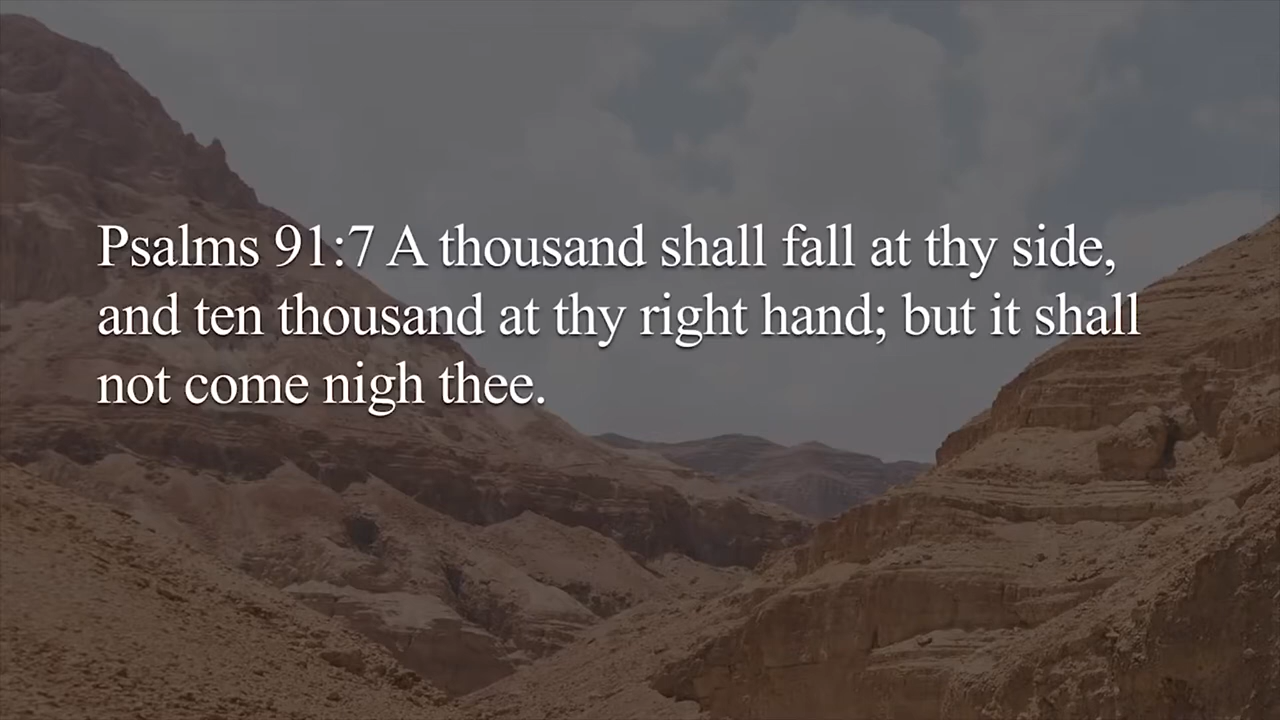 Psalms 91:7 A thousand shall fall at thy side,
and ten thousand at thy right hand; but it shall
not come nigh thee.